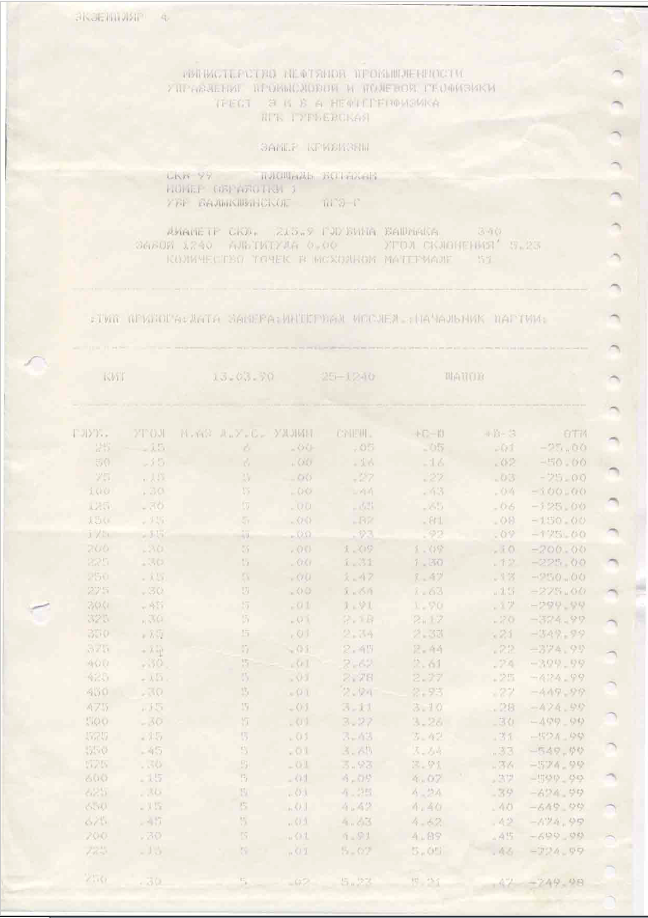 ЭКЗЕМПЛЯР 4
МИНИСТЕРСТВО НЕФТЯНОЙ ПРОМЫШЛЕННОСТИ
УПРАВЛЕНИЕ ПРОМЫСЛОВОЙ И ПОЛЕВОЙ ГЕОФИЗИКИ
ТРЕСТ Э М Б А НЕФТЕГЕОФИЗИКА
ПГК ГУРЬЕВСКАЯ
ЗАМЕР КРИВИЗНЫ
СКВ 99 ПЛОЩАДЬ БОТАХАН
НОМЕР ОБРАБОТКИ )
УБР БАЛЫКШИНСКОЕ ПГЭ-Г
ДИАМЕТР СКВ. 215.9 ГЛУБИНА БАШМАКА 340
ЗАБОЙ 1240 АЛЬТИТУДА 0.00 УГОЛ СКЛОНЕНИЯ 5.23
КОЛИЧЕСТВО ТОЧЕК В ИСХОДНОМ МАТЕРИАЛЕ 51
:ТИП ПРИБОРА:ДАТА ЗАМЕРА:ИНТЕРВАЛ ИССЛЕД.:НАЧАЛЬНИК ПАРТИИ:
КИТ 13.03.90 25-1240 ШАПОВ
ГЛУБ. УГОЛ М.АЗ Д.У.С. УДЛИН СМЕЩ. +С-Ю +В-З ОТМ
25 .15 6 .00 .05 .05 .01 -25.00
50 .15 6 .00 .16 .16 .02 -50.00
75 .15 5 .00 .27 .27 .03 -75.00
100 .30 5 .00 .44 .43 .04 -100.00
125 .30 5 .00 .65 .65 .06 -125.00
150 .15 5 .00 .82 .81 .08 -150.00
175 .15 5 .00 .93 .92 .09 -175.00
200 .30 5 .00 1.09 1.09 .10 -200.00
225 .30 5 .00 1.31 1.30 .12 -225.00
250 .15 5 .00 1.47 1.47 .13 -250.00
275 .30 5 .00 1.64 1.63 .15 -275.00
300 .45 5 .01 1.91 1.90 .17 -299.99
325 .30 5 .01 2.18 2.17 .20 -324.99
350 .15 5 .01 2.34 2.33 .21 -349.99
375 .15 5 .01 2.45 2.44 .22 -374.99
400 .30 5 .01 2.62 2.61 .24 -399.99
425 .15 5 .01 2.78 2.77 .25 -424.99
450 .30 5 .01 2.94 2.93 .27 -449.99
475 .15 5 .01 3.11 3.10 .28 -474.99
500 .30 5 .01 3.27 3.26 .30 -499.99
525 .15 5 .01 3.43 3.42 .31 -524.99
550 .45 5 .01 3.65 3.64 .33 -549.99
575 .30 5 .01 3.93 3.91 .36 -574.99
600 .15 5 .01 4.09 4.07 .37 -599.99
625 .30 5 .01 4.25 4.24 .39 -624.99
650 .15 5 .01 4.42 4.40 .40 -649.99
675 .45 5 .01 4.63 4.62 .42 -674.99
700 .30 5 .01 4.91 4.89 .45 -699.99
725 .15 5 .01 5.07 5.05 .46 -724.99
750 .30 5 .02 5.23 5.21 .47 -749.98